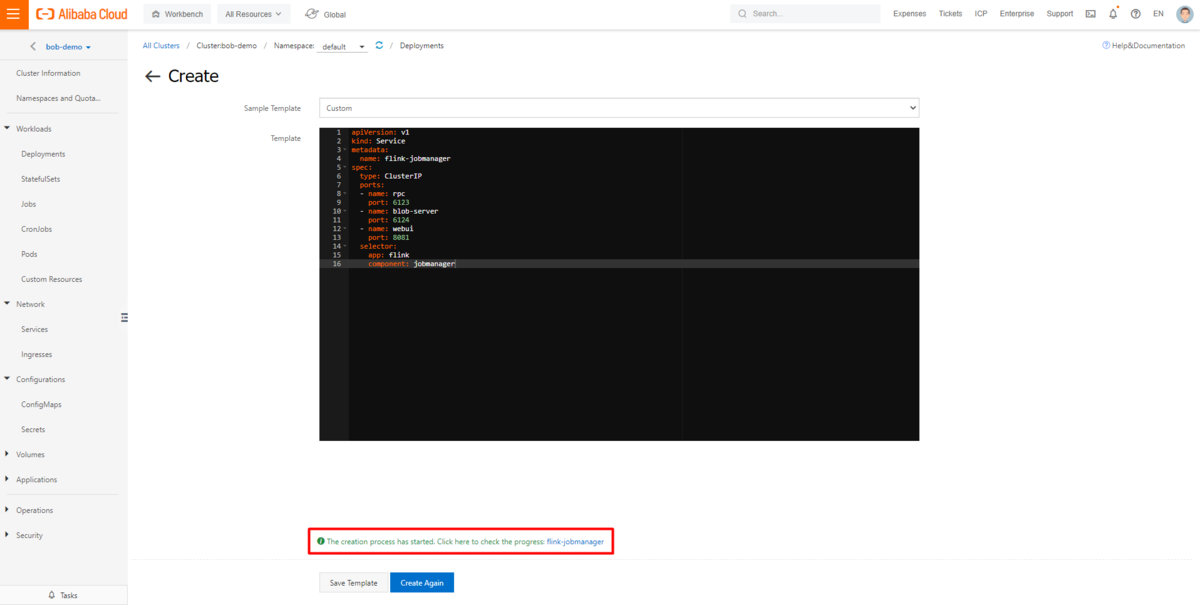 Alibaba Cloud
Workbench
All Resources
Global
Search...
Expenses
Tickets
ICP
Enterprise
Support
EN
bob-demo
All Clusters / Cluster:bob-demo / Namespace: default / Deployments
Help&Documentation
Create
Cluster Information
Namespaces and Quota...
Workloads
Deployments
StatefulSets
Jobs
CronJobs
Pods
Custom Resources
Network
Services
Ingresses
Configurations
ConfigMaps
Secrets
Volumes
Applications
Operations
Security
Tasks
Sample Template
Custom
Template
1 apiVersion: v1
2 kind: Service
3 metadata:
4 name: flink-jobmanager
5 spec:
6 type: ClusterIP
7 ports:
8 - name: rpc
9 port: 6123
10 - name: blob-server
11 port: 6124
12 - name: webui
13 port: 8081
14 selector:
15 app: flink
16 component: jobmanager
The creation process has started. Click here to check the progress: flink-jobmanager
Save Template
Create Again